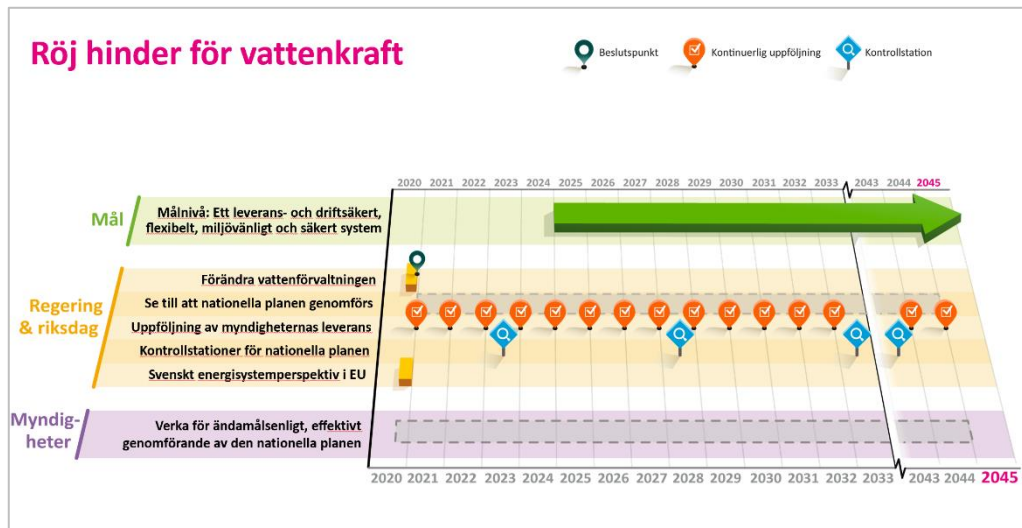 Röj hinder för vattenkraft
Beslutspunkt
Kontinuerlig uppföljning
Kontrollstation
2020 2021 2022 2023 2024 2025 2026 2027 2028 2029 2030 2031 2032 2033 2043 2044 2045
Mål
Målnivå: Ett leverans- och driftsäkert,
flexibelt, miljövänligt och säkert system
Regering
& riksdag
Förändra vattenförvaltningen
Se till att nationella planen genomförs
Uppföljning av myndigheternas leverans
Kontrollstationer för nationella planen
Svenskt energisystemperspektiv i EU
Myndig-
heter
Verka för ändamålsenligt, effektivt
genomförande av den nationella planen
2020 2021 2022 2023 2024 2025 2026 2027 2028 2029 2030 2031 2032 2033 2043 2044 2045